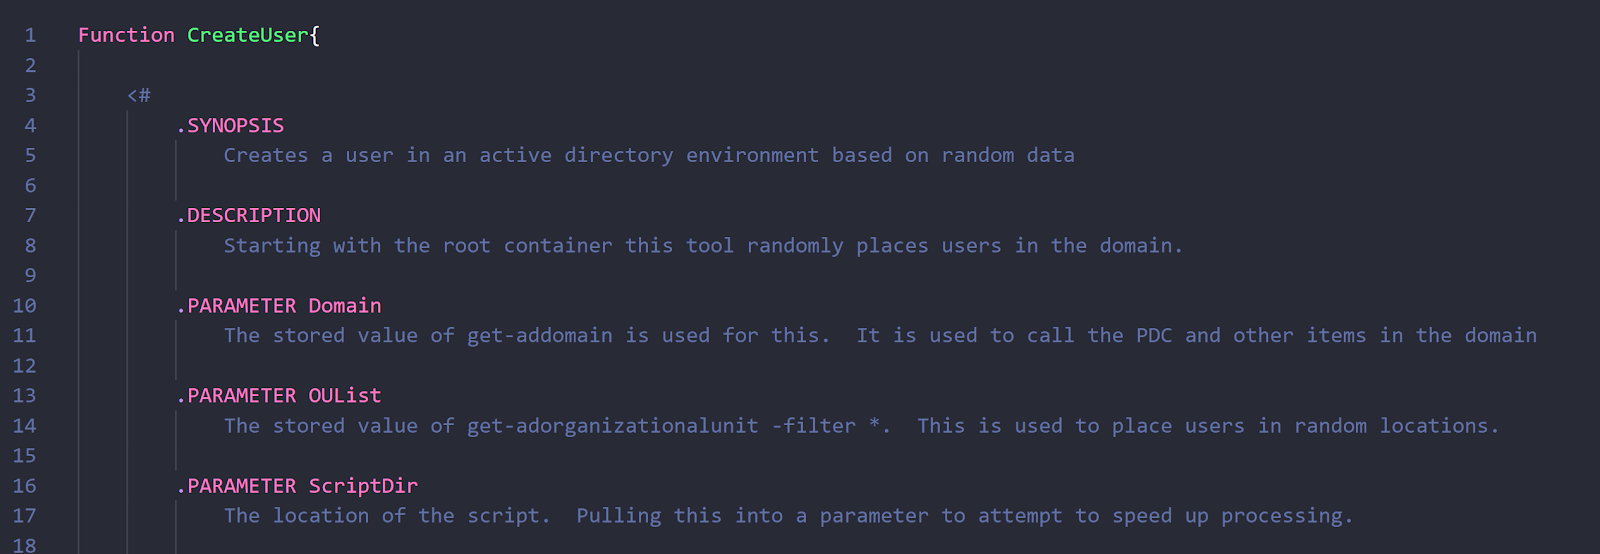 1 Function CreateUser{
2
3 <#
4 .SYNOPSIS
5 Creates a user in an active directory environment based on random data
6
7 .DESCRIPTION
8 Starting with the root container this tool randomly places users in the domain.
9
10 .PARAMETER Domain
11 The stored value of get-addomain is used for this.  It is used to call the PDC and other items in the domain
12
13 .PARAMETER OUList
14 The stored value of get-adorganizationalunit -filter *.  This is used to place users in random locations.
15
16 .PARAMETER ScriptDir
17 The location of the script.  Pulling this into a parameter to attempt to speed up processing.
18